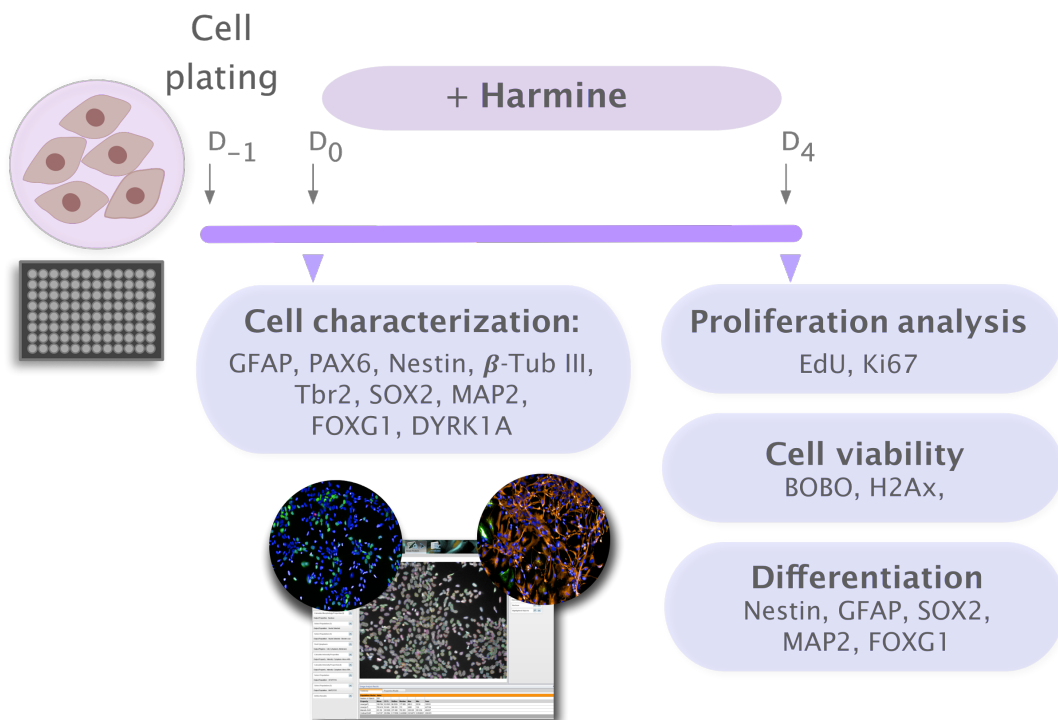 Cell
plating
+ Harmine
D-1
D0
D4
Cell characterization:
GFAP, PAX6, Nestin, β-Tub III,
Tbr2, SOX2, MAP2,
FOXG1, DYRK1A
Proliferation analysis
EdU, Ki67
Cell viability
BOBO, H2Ax,
Differentiation
Nestin, GFAP, SOX2,
MAP2, FOXG1